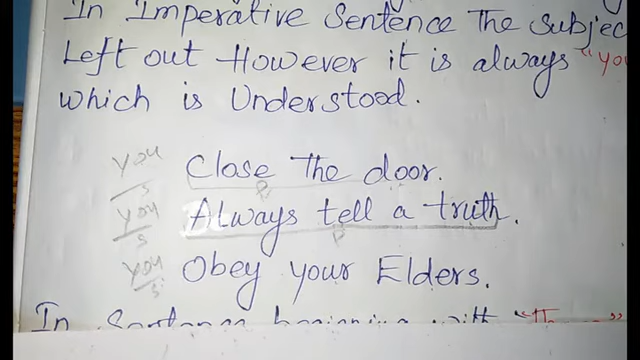 In Imperative Sentence The subjec
Left out However it is always "you
which is Understood.
you Close The door.
s p
you Always tell a truth.
s p
you Obey your Elders.
s
In